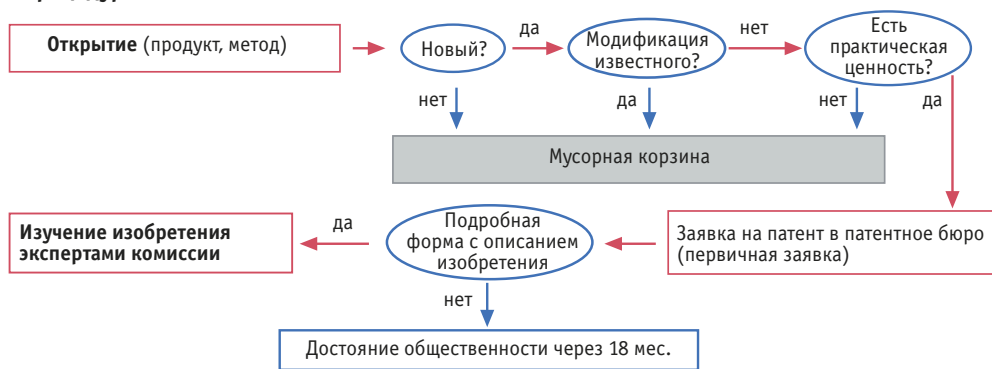 Открытие (продукт, метод)
Новый?
да
Модификация
известного?
нет
Есть
практическая
ценность?
нет
да
нет
да
Мусорная корзина
Изучение изобретения
экспертами комиссии
да
Подробная
форма с описанием
изобретения
Заявка на патент в патентное бюро
(первичная заявка)
нет
Достояние общественности через 18 мес.